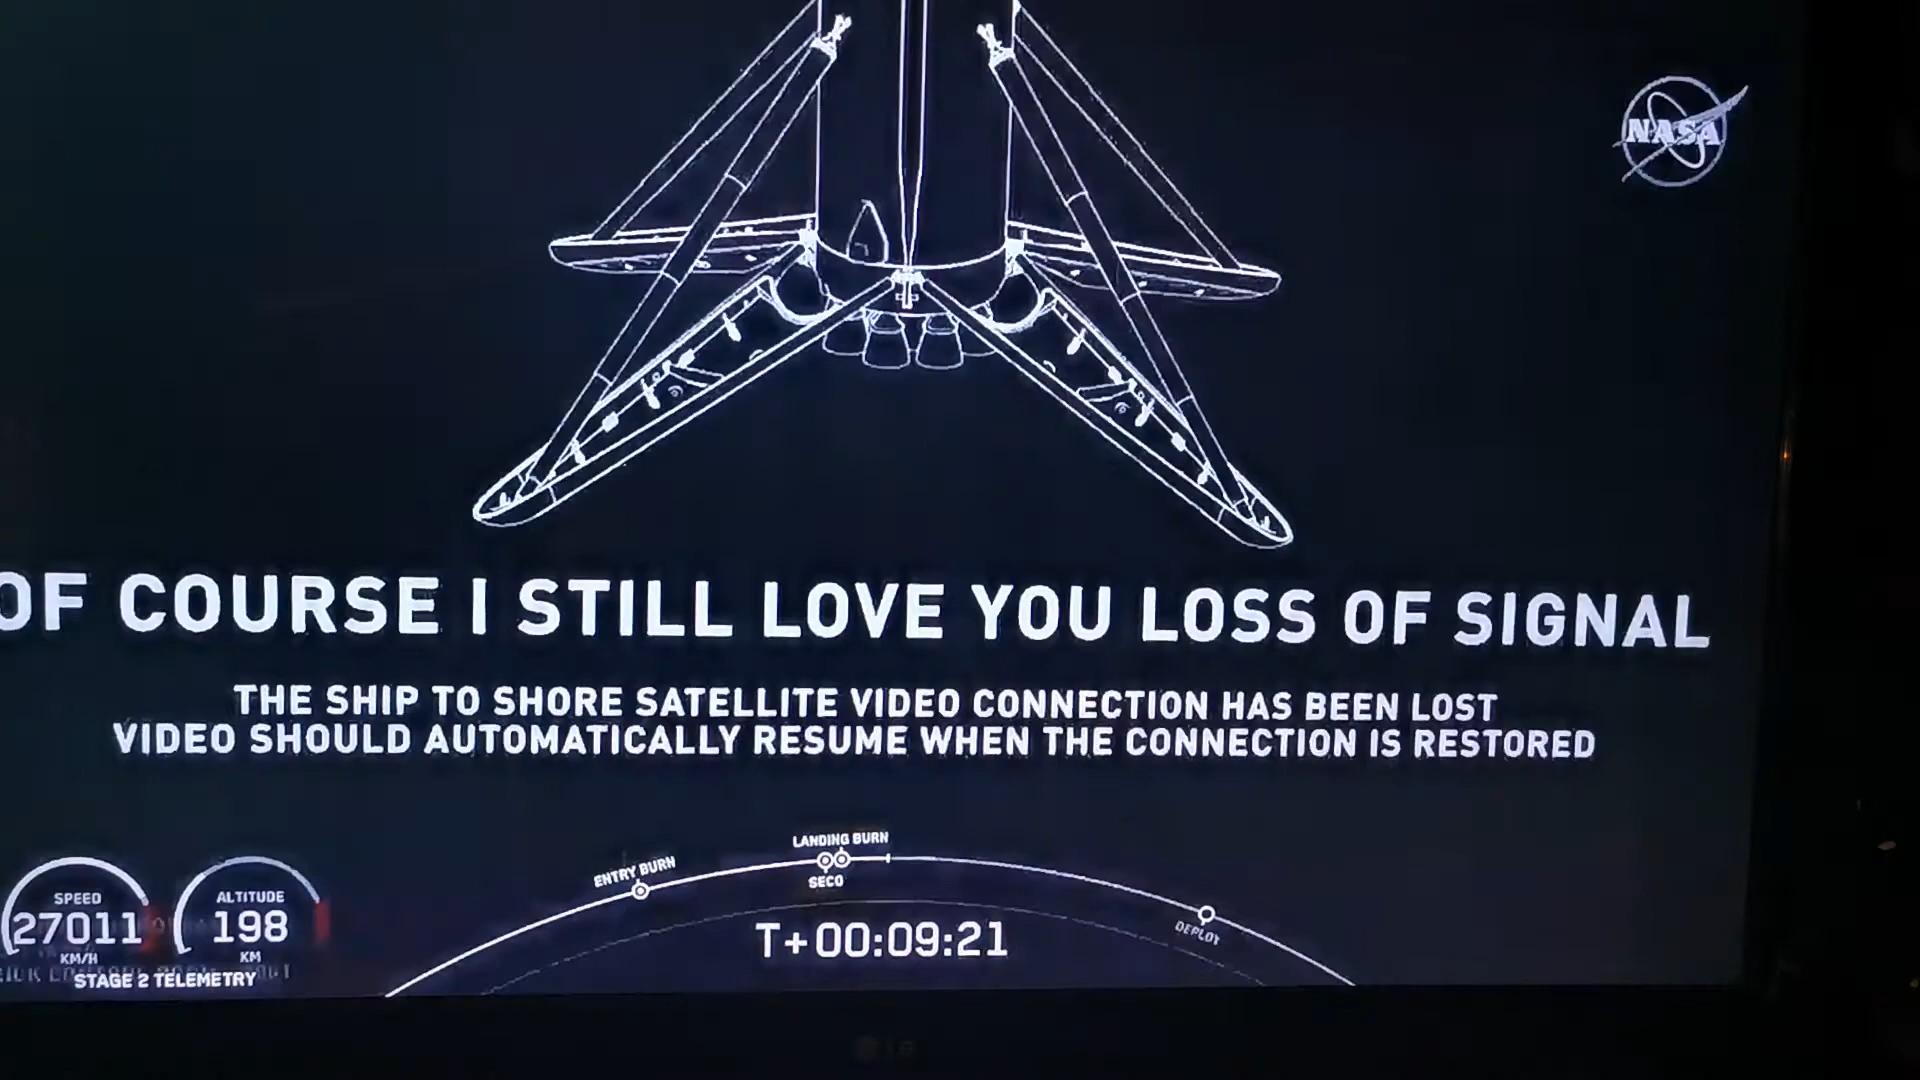 NASA
OF COURSE I STILL LOVE YOU LOSS OF SIGNAL
THE SHIP TO SHORE SATELLITE VIDEO CONNECTION HAS BEEN LOST
VIDEO SHOULD AUTOMATICALLY RESUME WHEN THE CONNECTION IS RESTORED
SPEED
27011
KM/H
ALTITUDE
198
KM
STAGE 2 TELEMETRY
ENTRY BURN
LANDING BURN
SECO
DEPLOY
T+00:09:21
LG